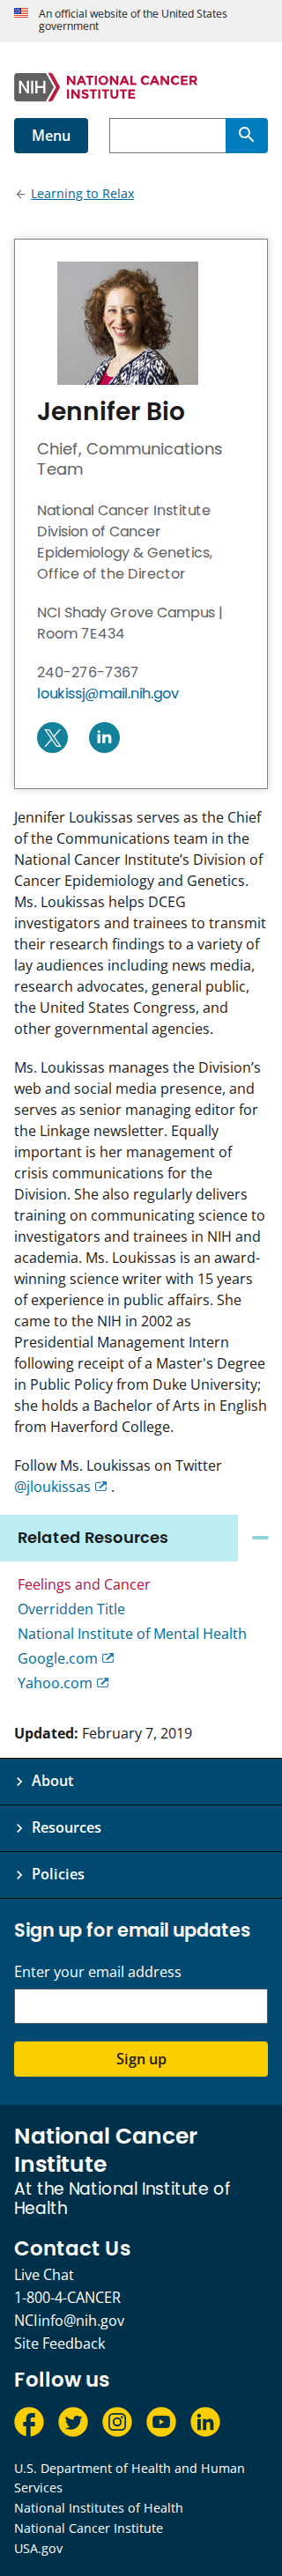 An official website of the United States
government
NIH NATIONAL CANCER
INSTITUTE
Menu
Learning to Relax
Jennifer Bio
Chief, Communications
Team
National Cancer Institute
Division of Cancer
Epidemiology & Genetics,
Office of the Director
NCI Shady Grove Campus |
Room 7E434
240-276-7367
loukissj@mail.nih.gov
Jennifer Loukissas serves as the Chief
of the Communications team in the
National Cancer Institute’s Division of
Cancer Epidemiology and Genetics.
Ms. Loukissas helps DCEG
investigators and trainees to transmit
their research findings to a variety of
lay audiences including news media,
research advocates, general public,
the United States Congress, and
other governmental agencies.
Ms. Loukissas manages the Division’s
web and social media presence, and
serves as senior managing editor for
the Linkage newsletter. Equally
important is her management of
crisis communications for the
Division. She also regularly delivers
training on communicating science to
investigators and trainees in NIH and
academia. Ms. Loukissas is an award-
winning science writer with 15 years
of experience in public affairs. She
came to the NIH in 2002 as
Presidential Management Intern
following receipt of a Master's Degree
in Public Policy from Duke University;
she holds a Bachelor of Arts in English
from Haverford College.
Follow Ms. Loukissas on Twitter
@jloukissas .
Related Resources
Feelings and Cancer
Overridden Title
National Institute of Mental Health
Google.com
Yahoo.com
Updated: February 7, 2019
About
Resources
Policies
Sign up for email updates
Enter your email address
Sign up
National Cancer
Institute
At the National Institute of
Health
Contact Us
Live Chat
1-800-4-CANCER
NCIinfo@nih.gov
Site Feedback
Follow us
U.S. Department of Health and Human
Services
National Institutes of Health
National Cancer Institute
USA.gov